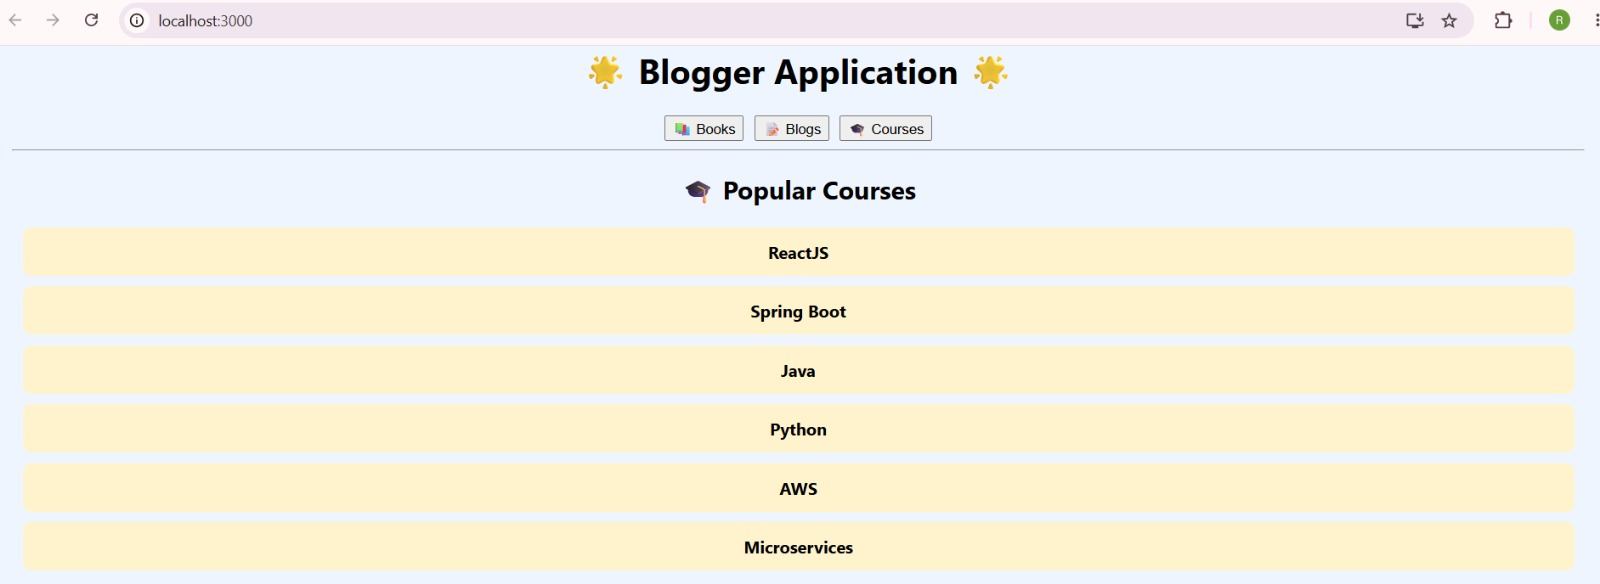 localhost:3000
R
🌟 Blogger Application 🌟
📚 Books 📝 Blogs 🎓 Courses
🎓 Popular Courses
ReactJS
Spring Boot
Java
Python
AWS
Microservices